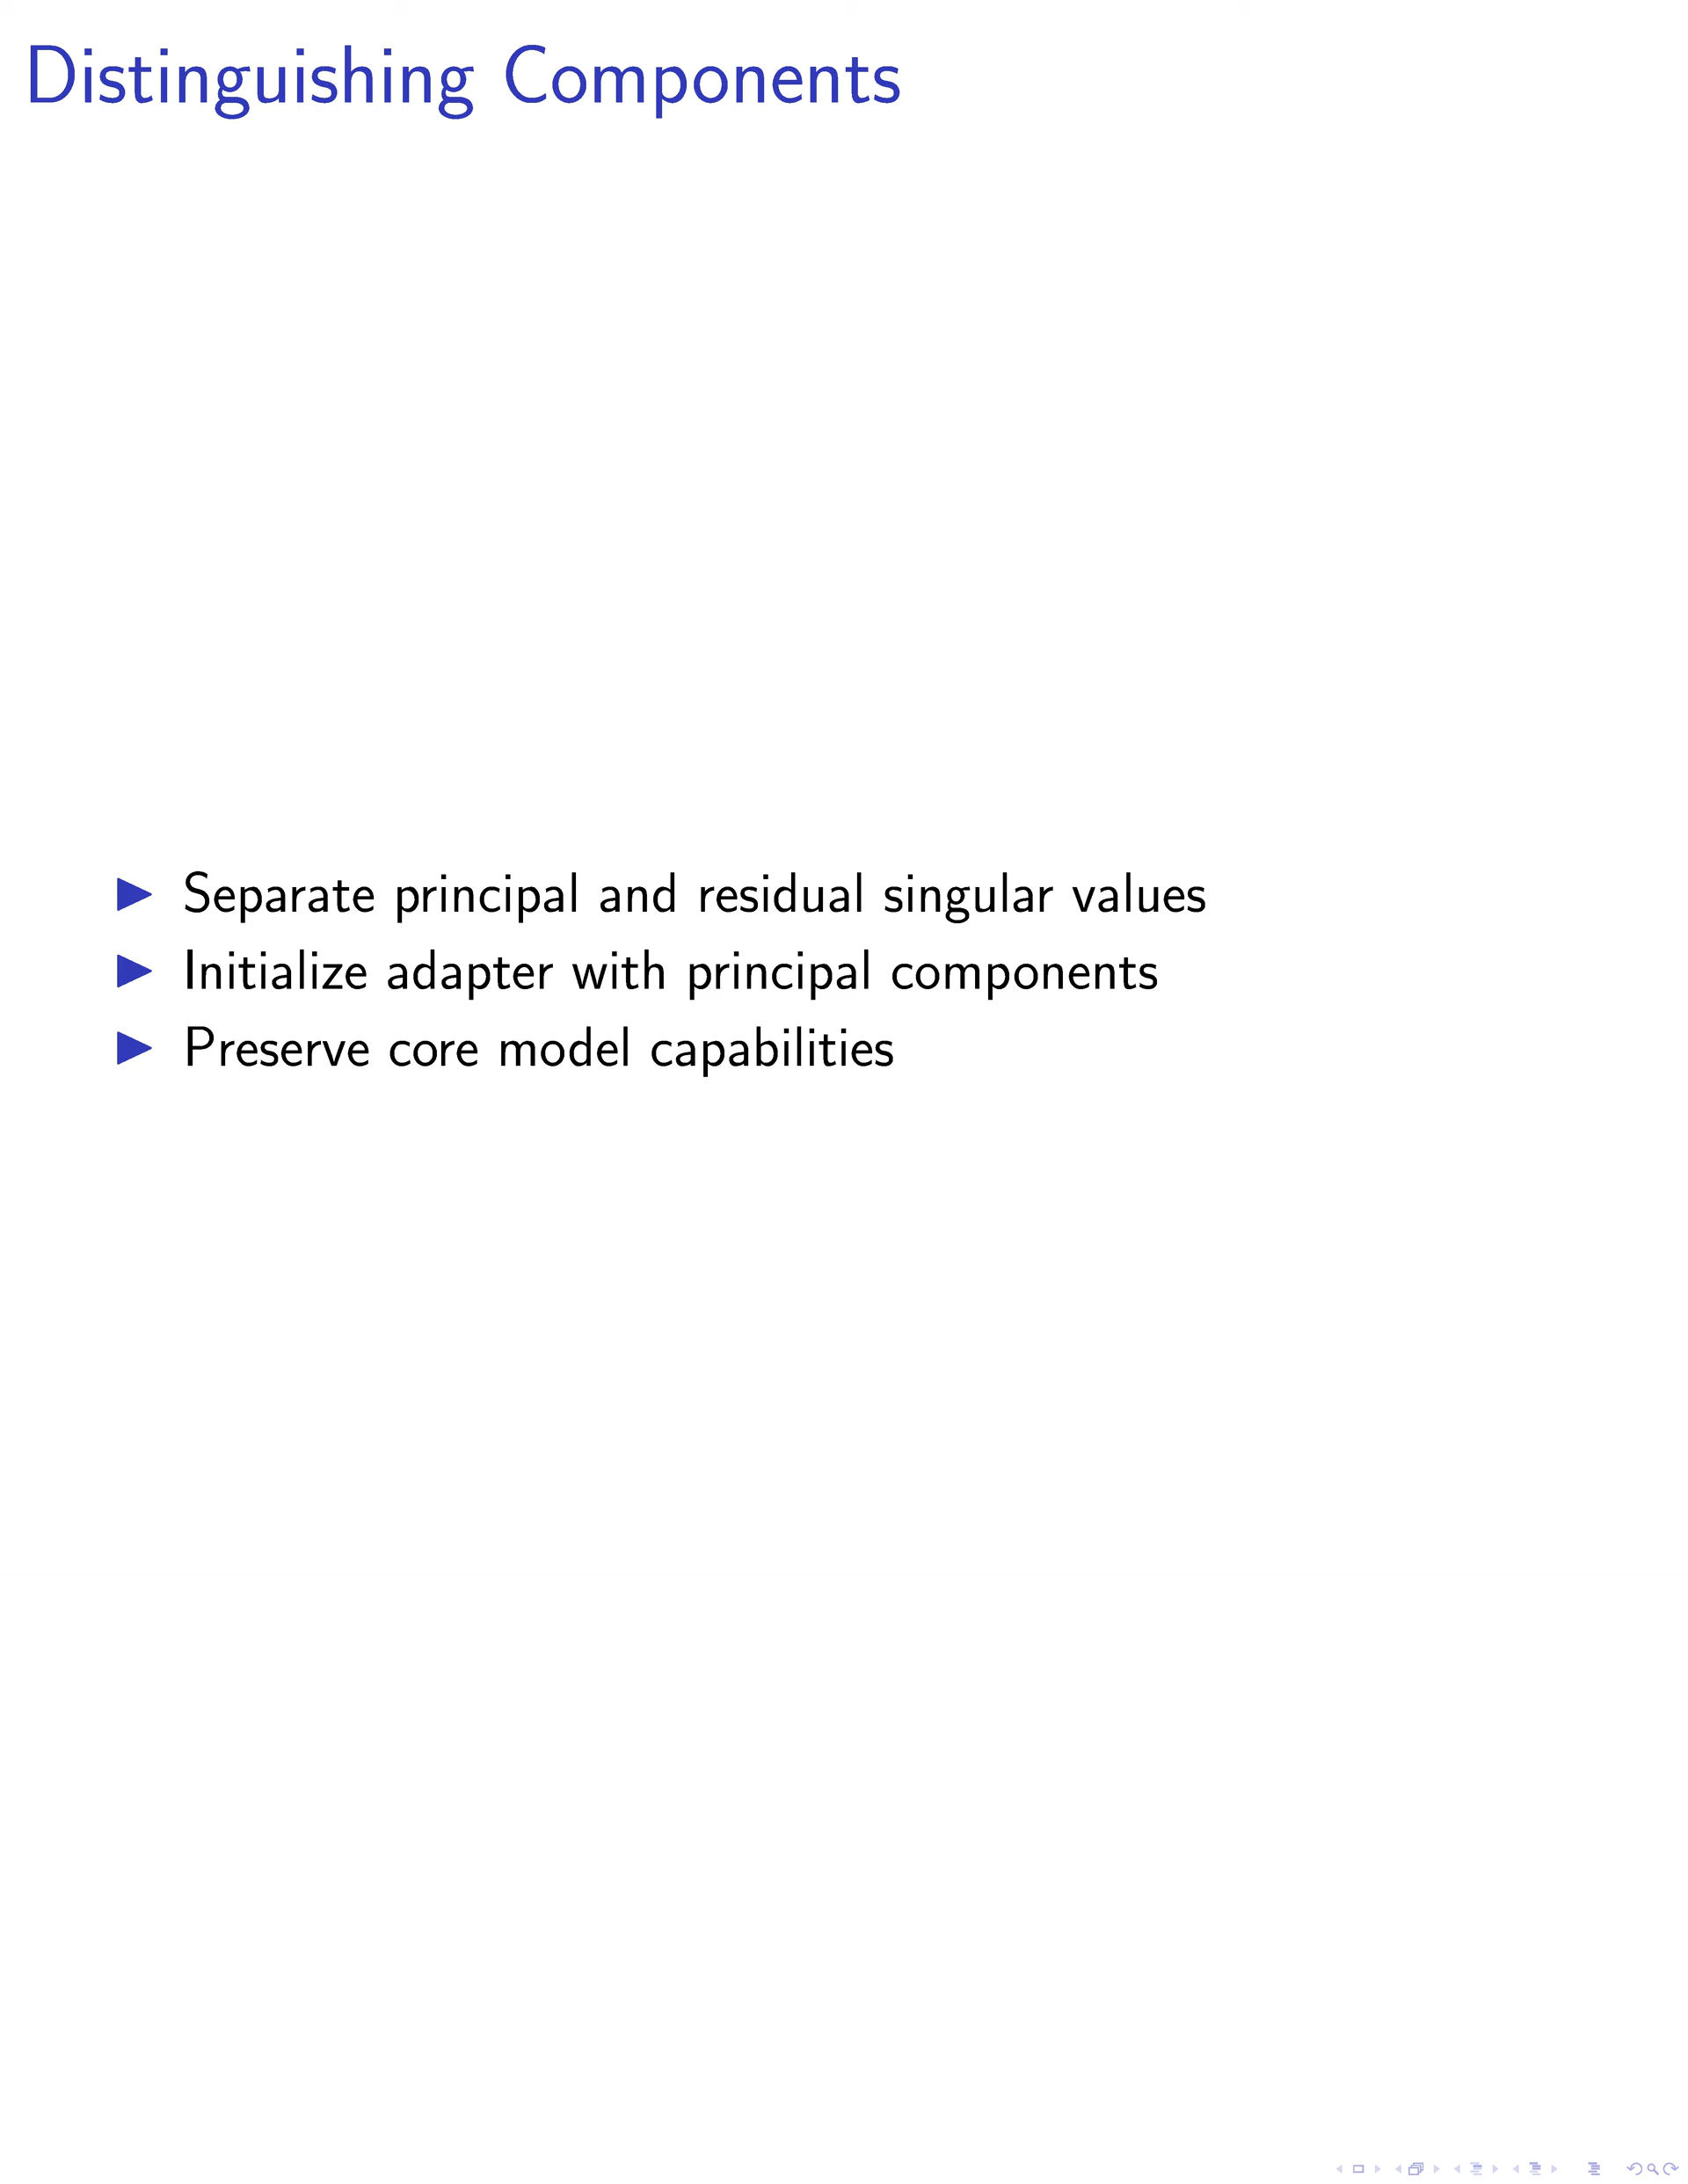 Distinguishing Components
Separate principal and residual singular values
Initialize adapter with principal components
Preserve core model capabilities